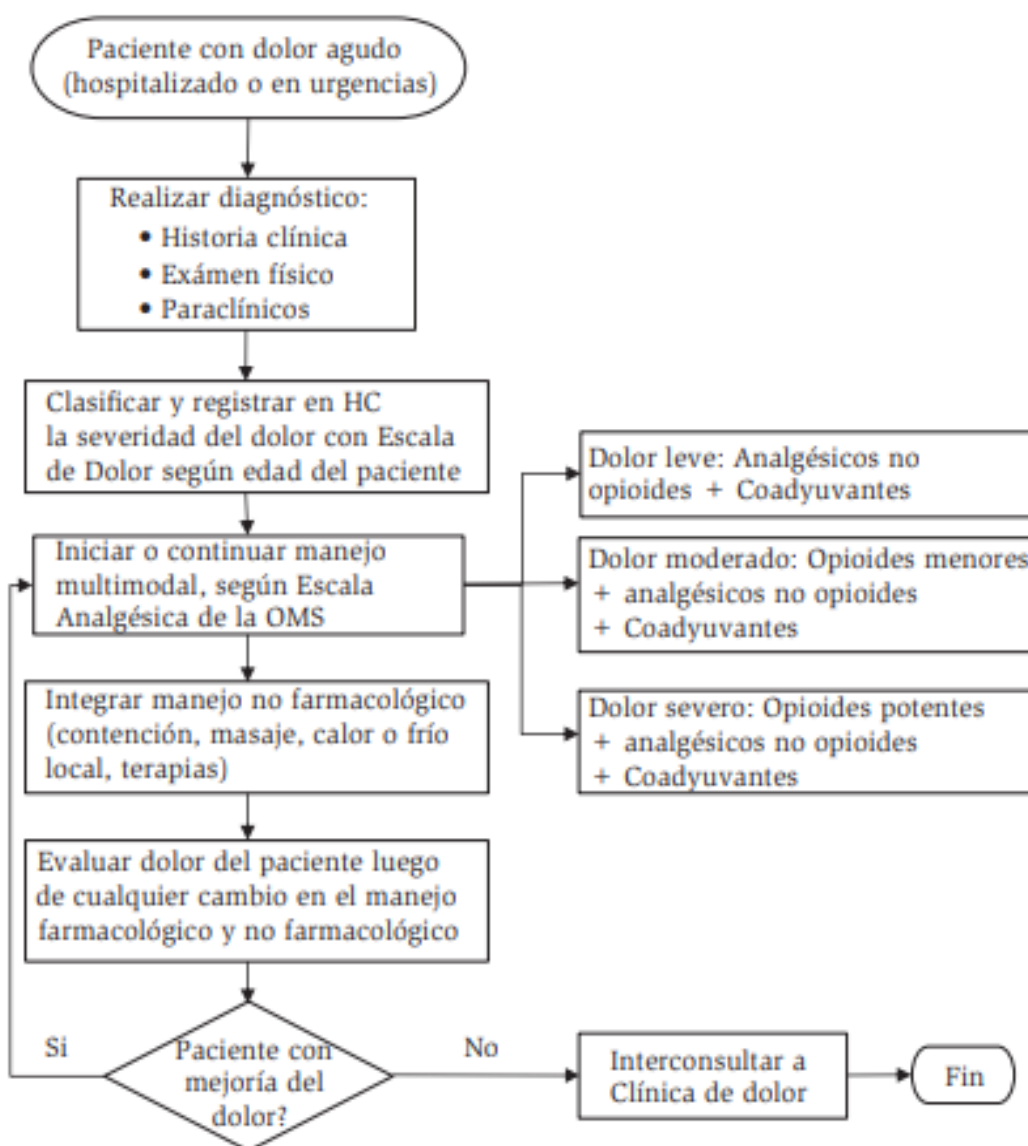 Paciente con dolor agudo
(hospitalizado o en urgencias)
Realizar diagnóstico:
• Historia clínica
• Exámen físico
• Paraclínicos
Clasificar y registrar en HC
la severidad del dolor con Escala
de Dolor según edad del paciente
Iniciar o continuar manejo
multimodal, según Escala
Analgésica de la OMS
Dolor leve: Analgésicos no
opioides + Coadyuvantes
Dolor moderado: Opioides menores
+ analgésicos no opioides
+ Coadyuvantes
Dolor severo: Opioides potentes
+ analgésicos no opioides
+ Coadyuvantes
Integrar manejo no farmacológico
(contención, masaje, calor o frío
local, terapias)
Evaluar dolor del paciente luego
de cualquier cambio en el manejo
farmacológico y no farmacológico
Si
Paciente con
mejoría del
dolor?
No
Interconsultar a
Clínica de dolor
Fin